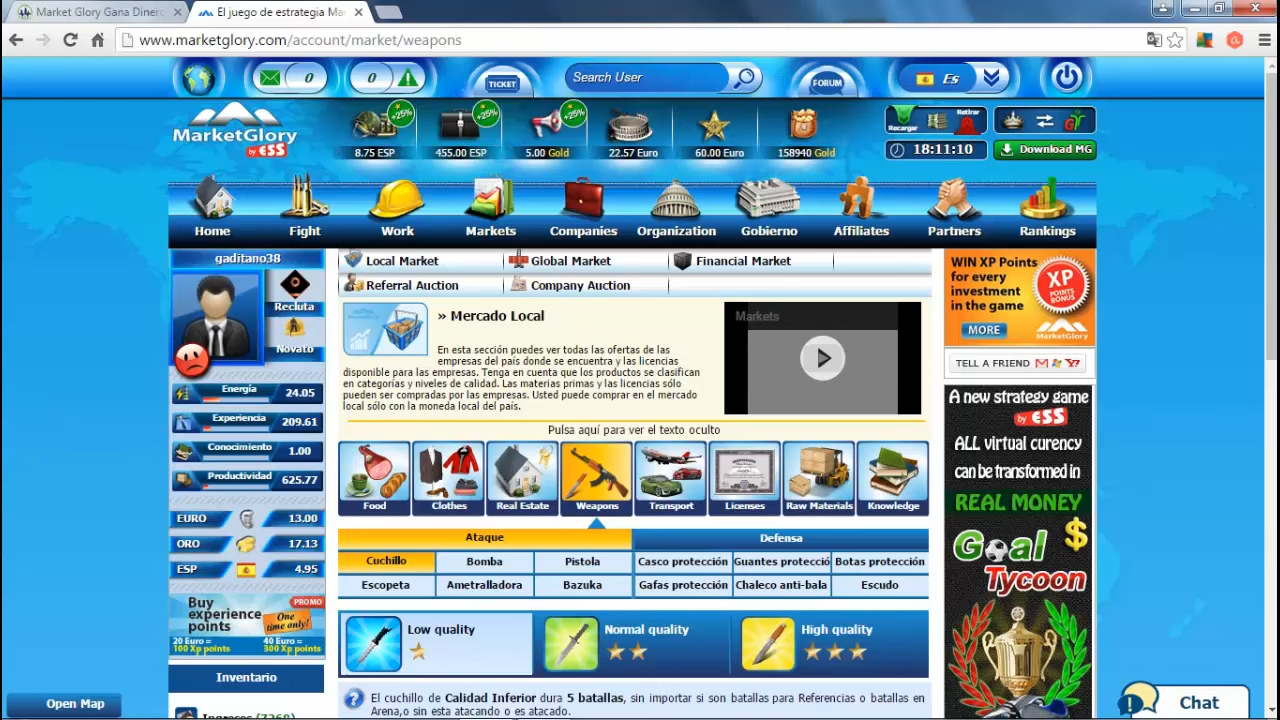 Market Glory Gana Dinero
El juego de estrategia Ma
www.marketglory.com/account/market/weapons
0
0
TICKET
Search User
FORUM
Es
MarketGlory
by ESS
+25%
+25%
+25%
8.75 ESP
455.00 ESP
5.00 Gold
22.57 Euro
60.00 Euro
158940 Gold
Recargar
Retirar
18:11:10
Download MG
Home
Fight
Work
Markets
Companies
Organization
Gobierno
Affiliates
Partners
Rankings
gaditano38
Recluta
Novato
Energía 24.05
Experiencia 209.61
Conocimiento 1.00
Productividad 625.77
EURO 13.00
ORO 17.13
ESP 4.95
Buy
experience
points
PROMO
One
time only!
20 Euro =
100 Xp points
40 Euro =
300 Xp points
Inventario
Ingresos (7268)
Open Map
Local Market
Global Market
Financial Market
Referral Auction
Company Auction
» Mercado Local
En esta sección puedes ver todas las ofertas de las
empresas del país donde se encuentra y las licencias
disponible para las empresas. Tenga en cuenta que los productos se clasifican
en categorías y niveles de calidad. Las materias primas y las licencias sólo
pueden ser compradas por las empresas. Usted puede comprar en el mercado
local sólo con la moneda local del país.
Markets
Pulsa aquí para ver el texto oculto
Food
Clothes
Real Estate
Weapons
Transport
Licenses
Raw Materials
Knowledge
Ataque
Defensa
Cuchillo
Bomba
Pistola
Casco protección
Guantes protecció
Botas protección
Escopeta
Ametralladora
Bazuka
Gafas protección
Chaleco anti-bala
Escudo
Low quality
Normal quality
High quality
El cuchillo de Calidad Inferior dura 5 batallas, sin importar si son batallas para Referencias o batallas en
Arena,o sin esta atacando o es atacado.
WIN XP Points
for every
investment
in the game
XP
POINTS
BONUS
MORE
MarketGlory
TELL A FRIEND
A new strategy game
by ESS
ALL virtual curency
can be transformed in
REAL MONEY
Goal
Tycoon
Chat